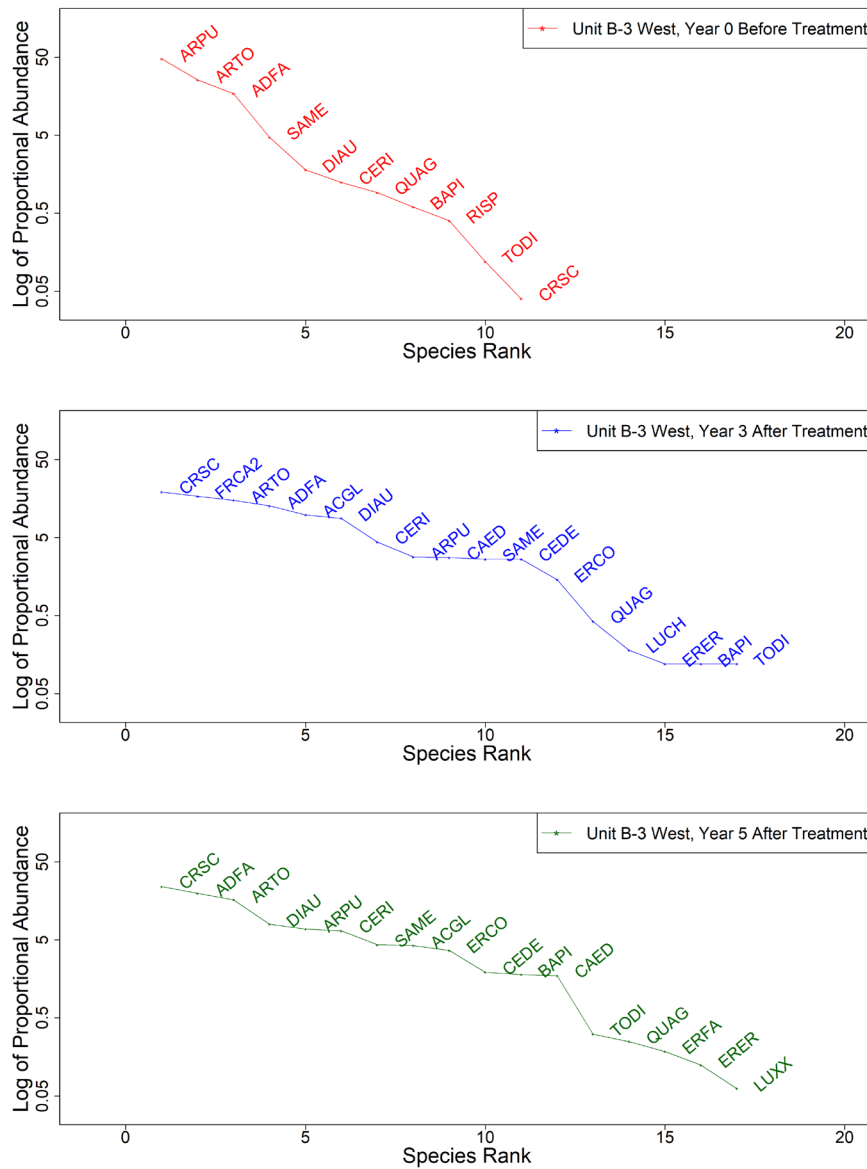 Unit B-3 West, Year 0 Before Treatment
Log of Proportional Abundance
50
5
0.5
0.05
ARPU
ARTO
ADFA
SAME
DIAU
CERI
QUAG
BAPI
RISP
TODI
CRSC
0 5 10 15 20
Species Rank
Unit B-3 West, Year 3 After Treatment
Log of Proportional Abundance
50
5
0.5
0.05
CRSC
FRCA2
ARTO
ADFA
ACGL
DIAU
CERI
ARPU
CAED
SAME
CEDE
ERCO
QUAG
LUCH
ERER
BAPI
TODI
0 5 10 15 20
Species Rank
Unit B-3 West, Year 5 After Treatment
Log of Proportional Abundance
50
5
0.5
0.05
CRSC
ADFA
ARTO
DIAU
ARPU
CERI
SAME
ACGL
ERCO
CEDE
BAPI
CAED
TODI
QUAG
ERFA
ERER
LUXX
0 5 10 15 20
Species Rank